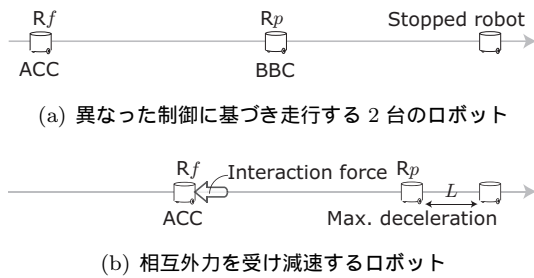 Rf Rp Stopped robot
ACC BBC
(a) 異なった制御に基づき走行する 2 台のロボット
Rf Interaction force Rp L
ACC Max. deceleration
(b) 相互外力を受け減速するロボット